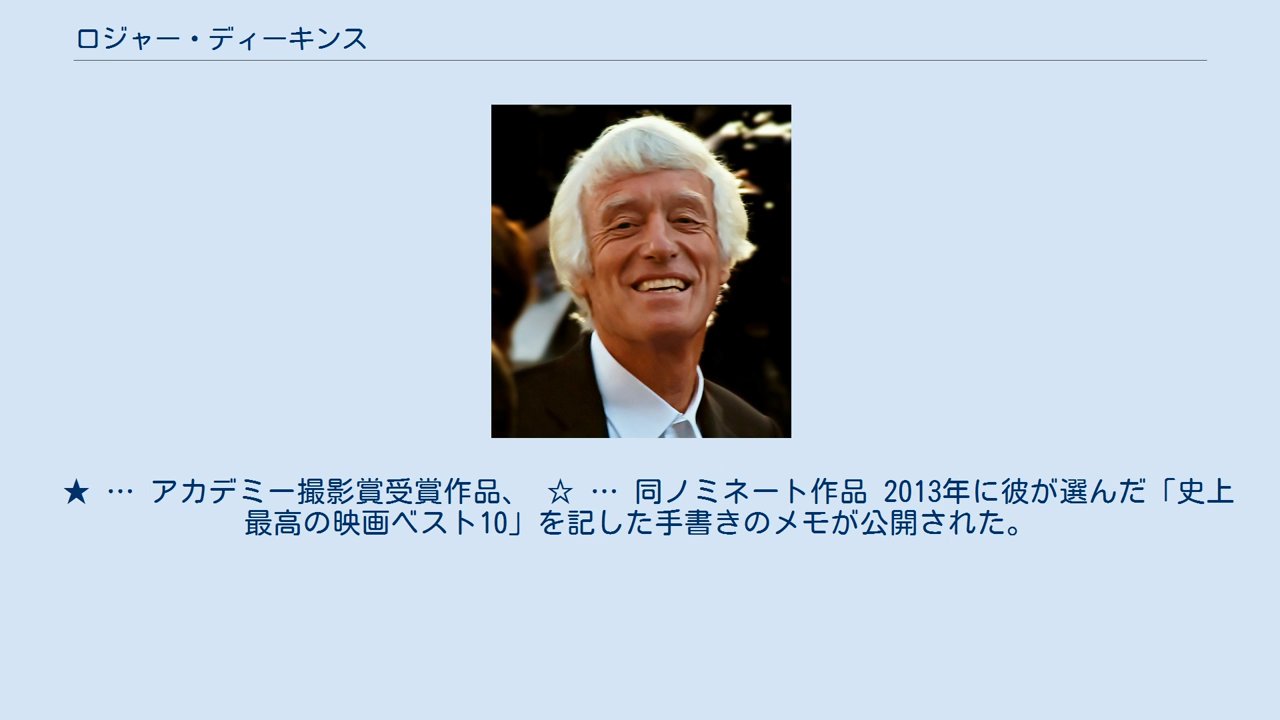 ロジャー・ディーキンス
★ … アカデミー撮影賞受賞作品、 ☆ … 同ノミネート作品 2013年に彼が選んだ「史上
最高の映画ベスト10」を記した手書きのメモが公開された。